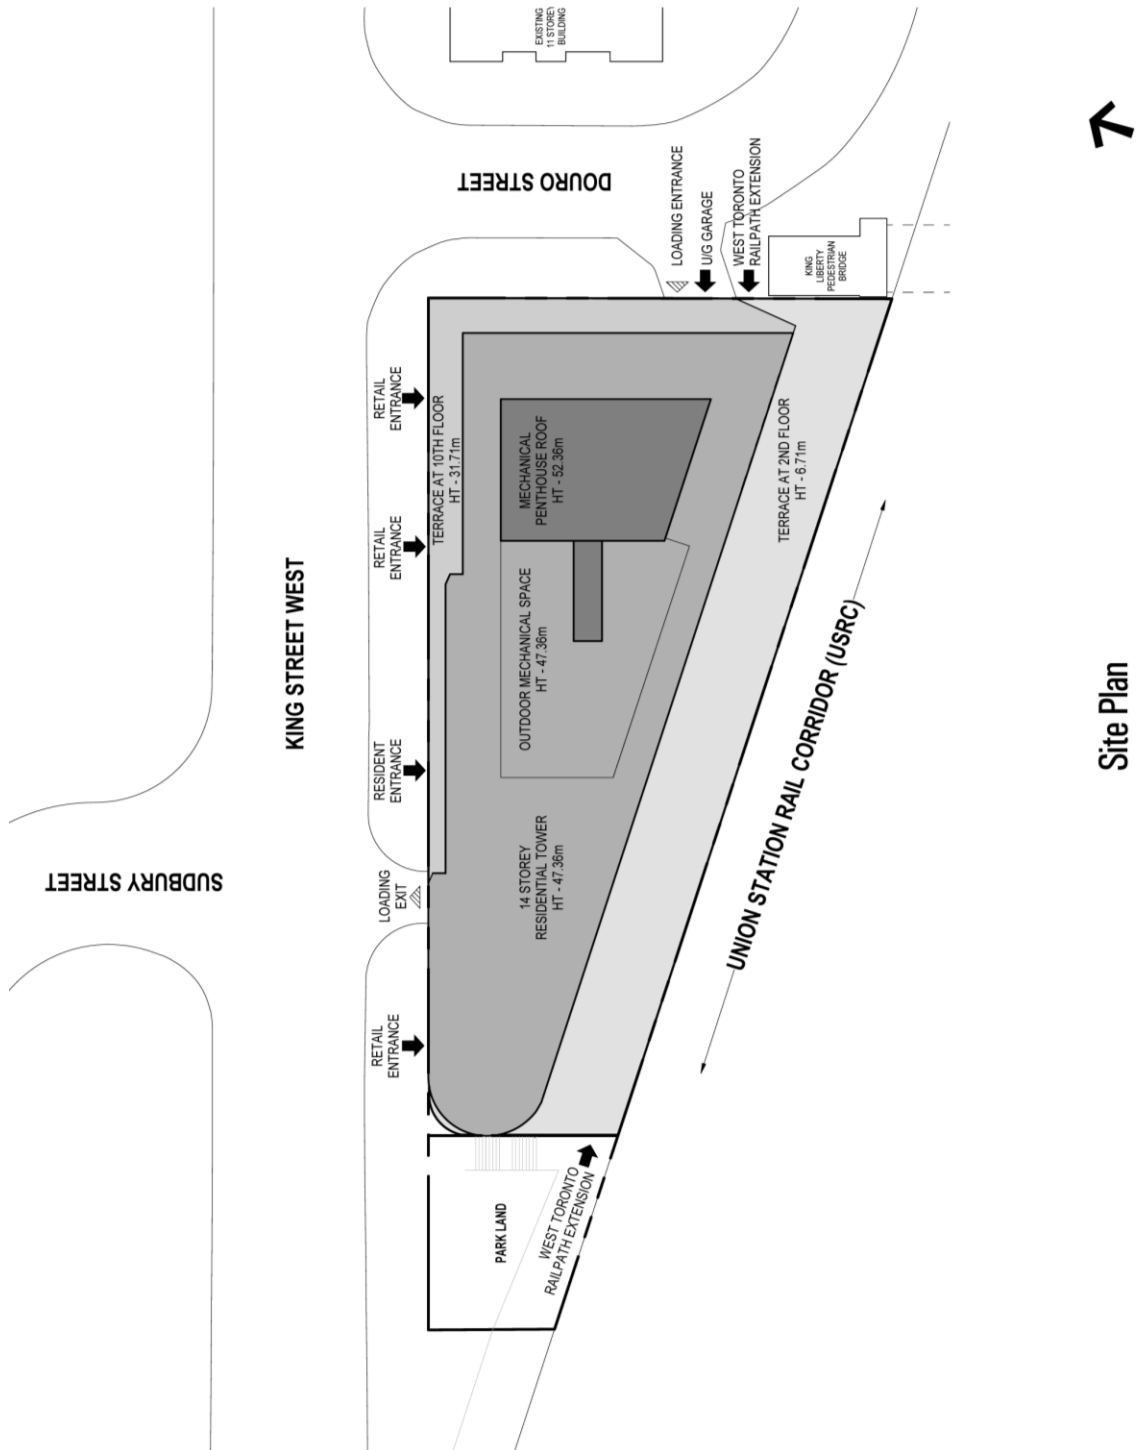 EXISTING
11 STOREY
BUILDING
DOURO STREET
LOADING ENTRANCE
U/G GARAGE
WEST TORONTO
RAILPATH EXTENSION
KING
LIBERTY
PEDESTRIAN
BRIDGE
RETAIL
ENTRANCE
TERRACE AT 10TH FLOOR
HT - 31.71m
MECHANICAL
PENTHOUSE ROOF
HT - 52.36m
TERRACE AT 2ND FLOOR
HT - 6.71m
RETAIL
ENTRANCE
KING STREET WEST
OUTDOOR MECHANICAL SPACE
HT - 47.36m
RESIDENT
ENTRANCE
UNION STATION RAIL CORRIDOR (USRC)
SUDBURY STREET
LOADING
EXIT
14 STOREY
RESIDENTIAL TOWER
HT - 47.36m
RETAIL
ENTRANCE
PARK LAND
WEST TORONTO
RAILPATH EXTENSION
Site Plan